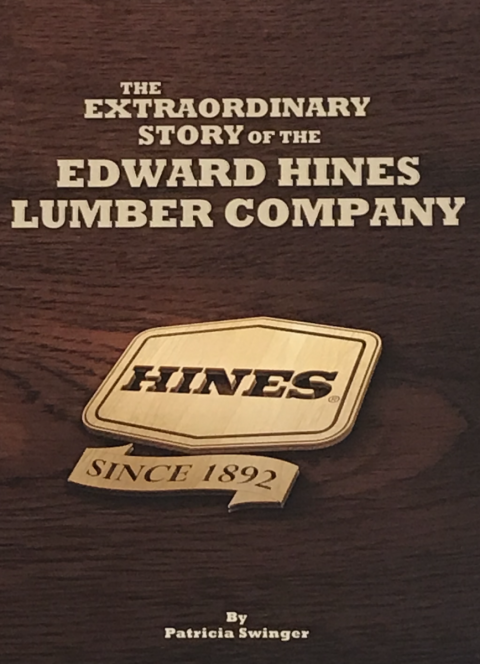 THE
EXTRAORDINARY
STORY OF THE
EDWARD HINES
LUMBER COMPANY
HINES®
SINCE 1892
By
Patricia Swinger